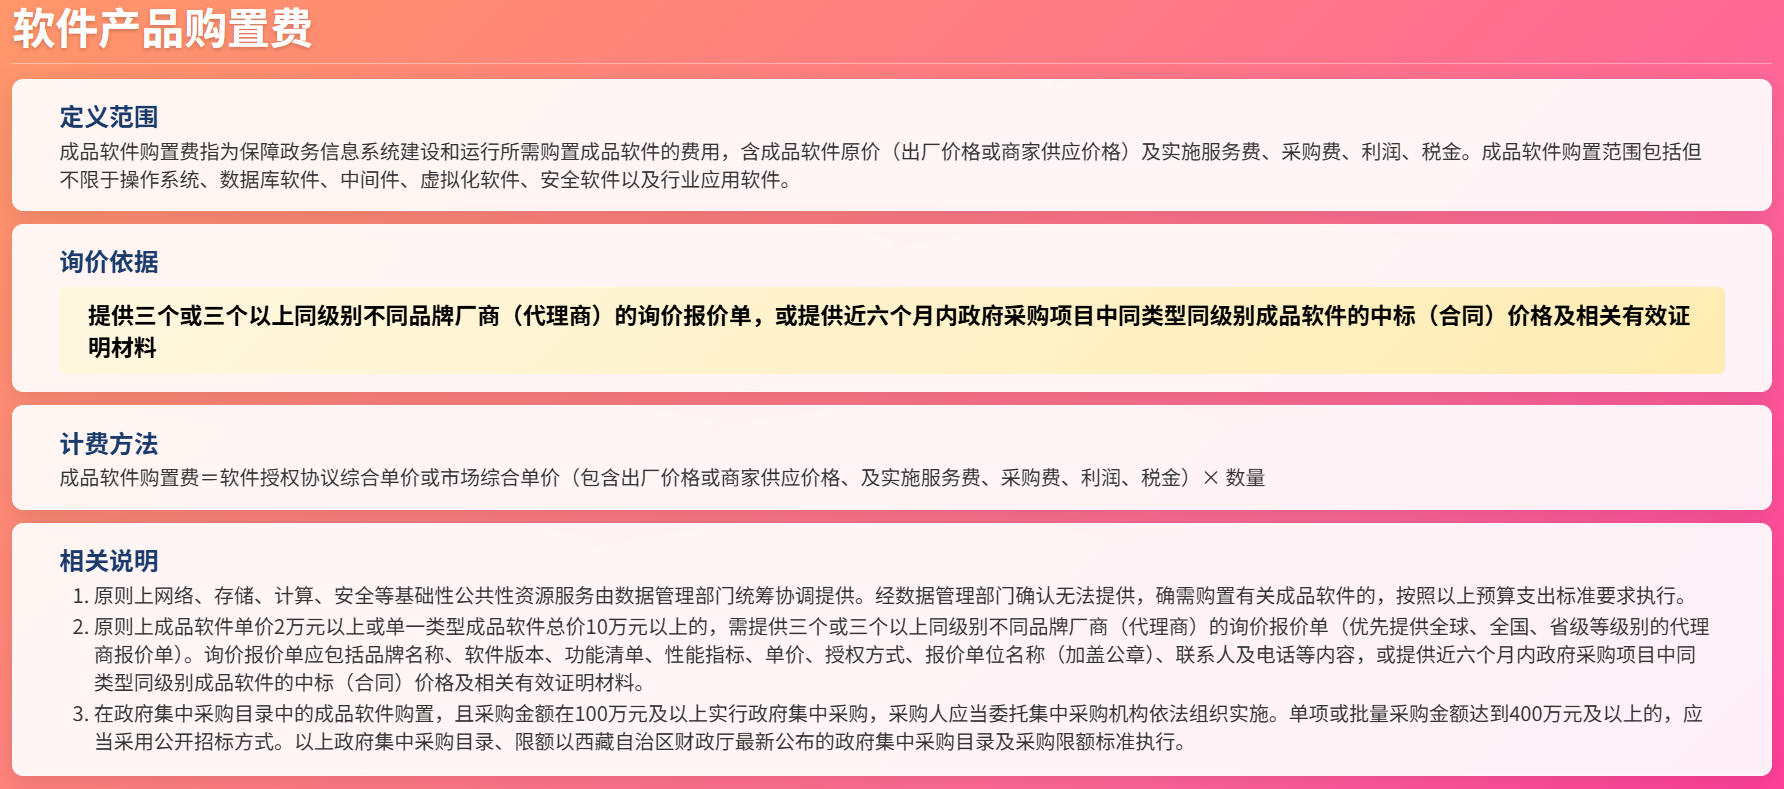 软件产品购置费
定义范围
成品软件购置费指为保障政务信息系统建设和运行所需购置成品软件的费用，含成品软件原价（出厂价格或商家供应价格）及实施服务费、采购费、利润、税金。成品软件购置范围包括但
不限于操作系统、数据库软件、中间件、虚拟化软件、安全软件以及行业应用软件。
询价依据
提供三个或三个以上同级别不同品牌厂商（代理商）的询价报价单，或提供近六个月内政府采购项目中同类型同级别成品软件的中标（合同）价格及相关有效证
明材料
计费方法
成品软件购置费＝软件授权协议综合单价或市场综合单价（包含出厂价格或商家供应价格、及实施服务费、采购费、利润、税金）× 数量
相关说明
1. 原则上网络、存储、计算、安全等基础性公共性资源服务由数据管理部门统筹协调提供。经数据管理部门确认无法提供，确需购置有关成品软件的，按照以上预算支出标准要求执行。
2. 原则上成品软件单价2万元以上或单一类型成品软件总价10万元以上的，需提供三个或三个以上同级别不同品牌厂商（代理商）的询价报价单（优先提供全球、全国、省级等级别的代理
商报价单）。询价报价单应包括品牌名称、软件版本、功能清单、性能指标、单价、授权方式、报价单位名称（加盖公章）、联系人及电话等内容，或提供近六个月内政府采购项目中同
类型同级别成品软件的中标（合同）价格及相关有效证明材料。
3. 在政府集中采购目录中的成品软件购置，且采购金额在100万元及以上实行政府集中采购，采购人应当委托集中采购机构依法组织实施。单项或批量采购金额达到400万元及以上的，应
当采用公开招标方式。以上政府集中采购目录、限额以西藏自治区财政厅最新公布的政府集中采购目录及采购限额标准执行。